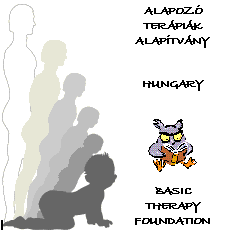 ALAPOZÓ
TERÁPIÁK
ALAPÍTVÁNY
HUNGARY
BASIC
THERAPY
FOUNDATION